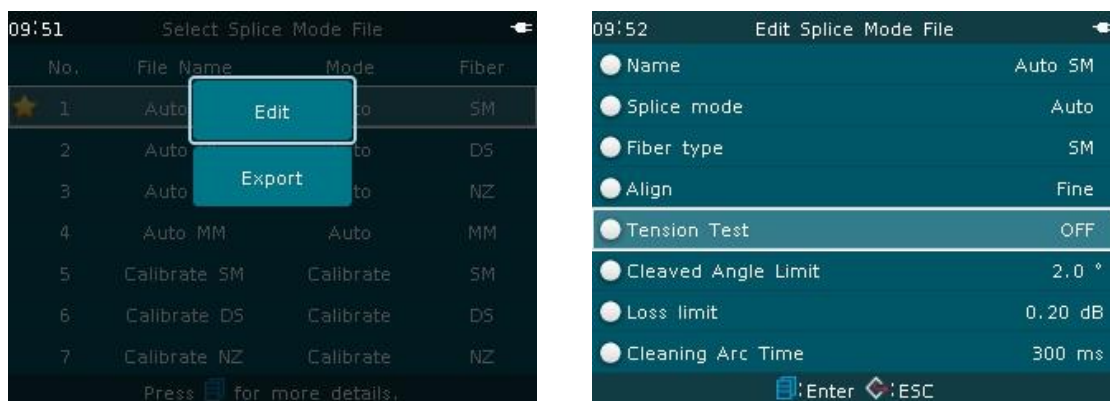 09:51 Select Splice Mode File
No. File Name Mode Fiber
1 Auto SM
Edit
2 Auto DS
Export
3 Auto NZ
4 Auto MM Auto MM
5 Calibrate SM Calibrate SM
6 Calibrate DS Calibrate DS
7 Calibrate NZ Calibrate NZ
Press for more details.
09:52 Edit Splice Mode File
Name Auto SM
Splice mode Auto
Fiber type SM
Align Fine
Tension Test OFF
Cleaved Angle Limit 2.0 °
Loss limit 0.20 dB
Cleaning Arc Time 300 ms
:Enter :ESC